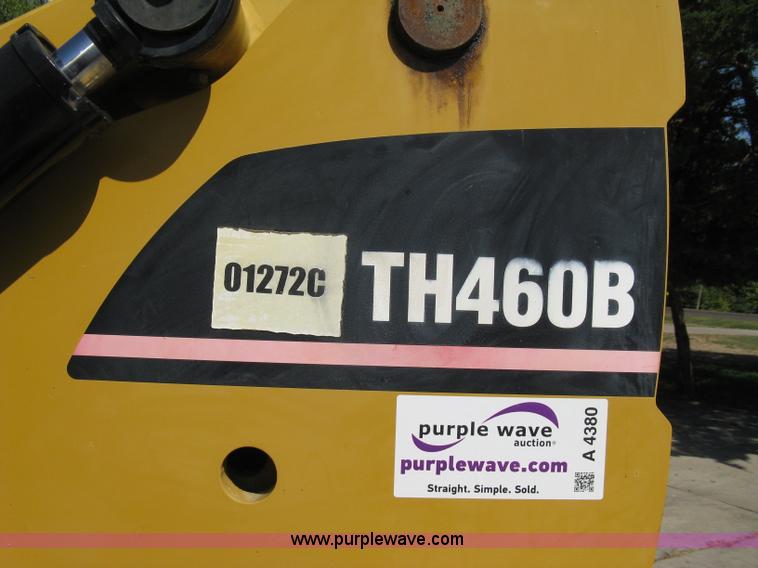 01272C TH460B
purple wave
auction®
purplewave.com
Straight. Simple. Sold.
A 4380
www.purplewave.com